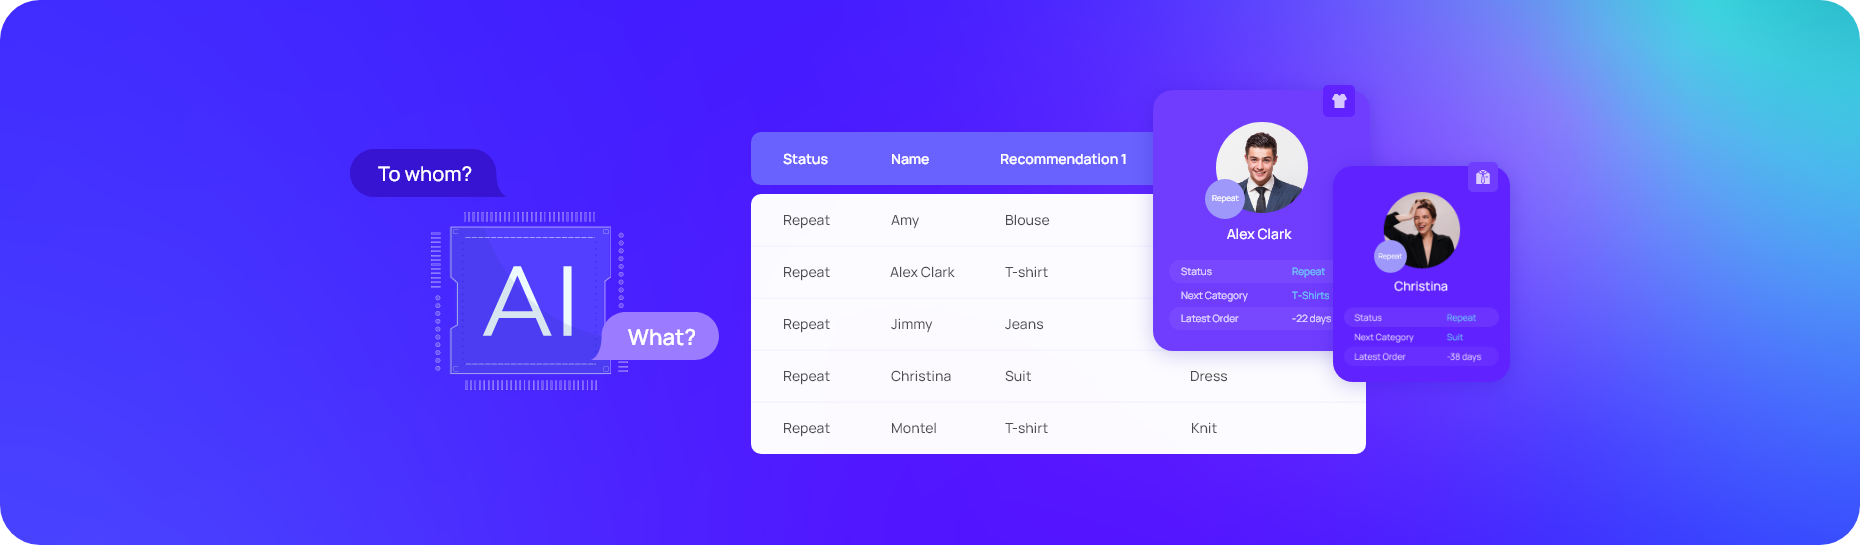 To whom?
AI
What?
Status Name Recommendation 1
Repeat Amy Blouse
Repeat Alex Clark T-shirt
Repeat Jimmy Jeans
Repeat Christina Suit Dress
Repeat Montel T-shirt Knit
Repeat
Alex Clark
Status Repeat
Next Category T-Shirts
Latest Order -22 days
Repeat
Christina
Status Repeat
Next Category Suit
Latest Order -38 days